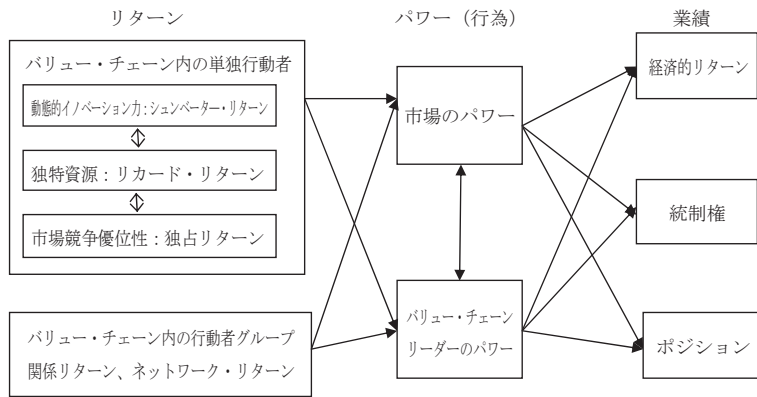 リターン
パワー（行為）
業績
バリュー・チェーン内の単独行動者
動態的イノベーション力：シュンペーター・リターン
独特資源：リカード・リターン
市場競争優位性：独占リターン
バリュー・チェーン内の行動者グループ
関係リターン、ネットワーク・リターン
市場のパワー
バリュー・チェーン
リーダーのパワー
経済的リターン
統制権
ポジション